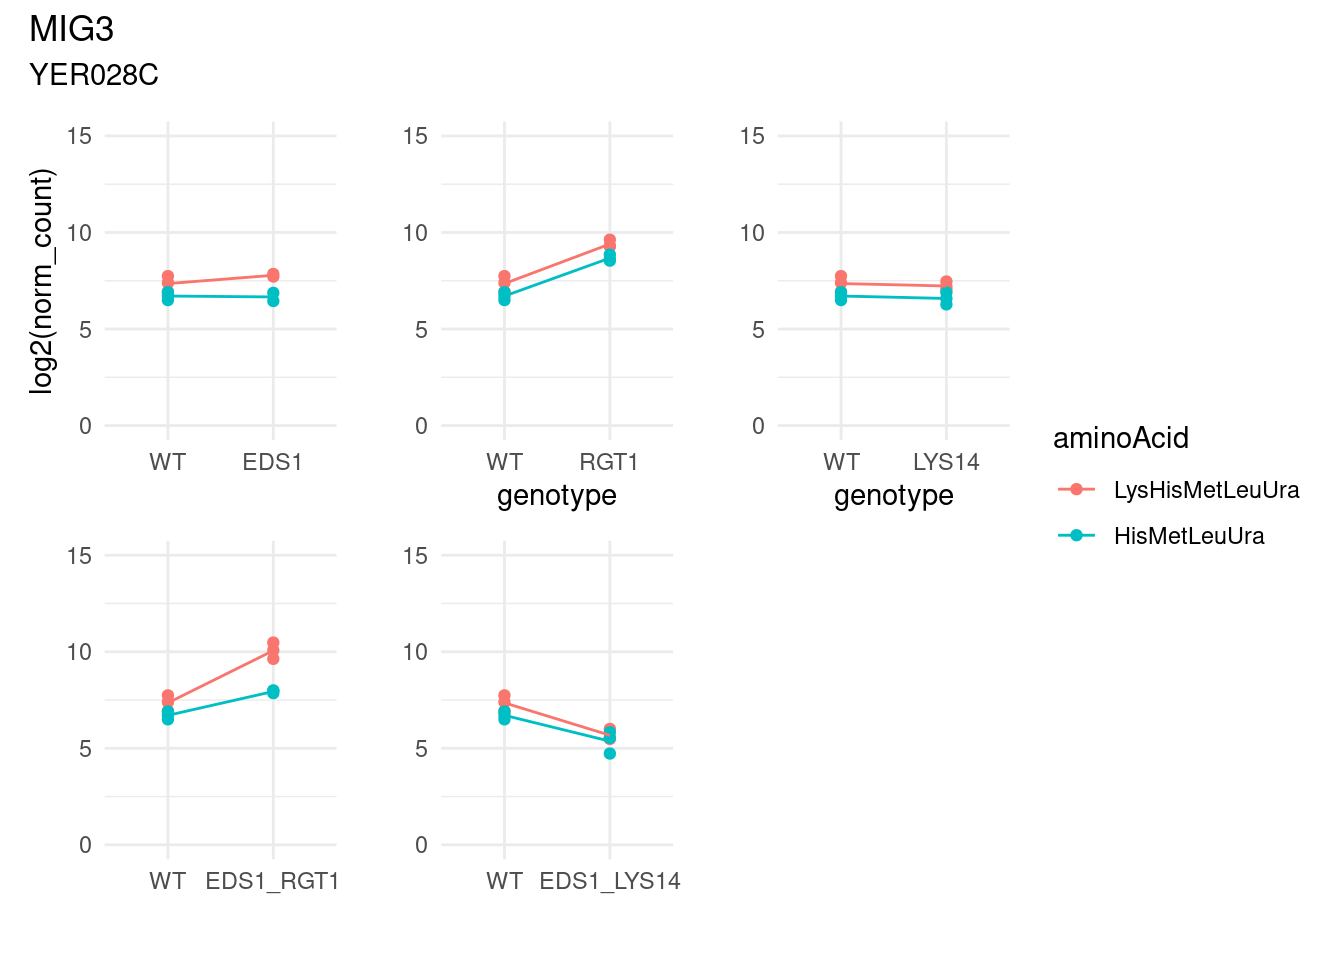 MIG3
YER028C
log2(norm_count)
15
10
5
0
WT EDS1
15
10
5
0
WT RGT1
genotype
15
10
5
0
WT LYS14
genotype
aminoAcid
LysHisMetLeuUra
HisMetLeuUra
15
10
5
0
WT EDS1_RGT1
15
10
5
0
WT EDS1_LYS14